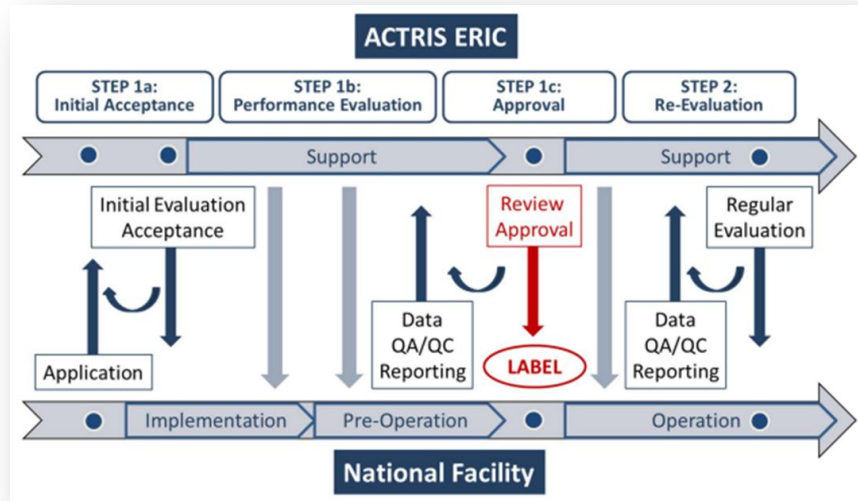 ACTRIS ERIC
STEP 1a:
Initial Acceptance
STEP 1b:
Performance Evaluation
STEP 1c:
Approval
STEP 2:
Re-Evaluation
Support
Support
Initial Evaluation
Acceptance
Review
Approval
Regular
Evaluation
Application
Data
QA/QC
Reporting
LABEL
Data
QA/QC
Reporting
Implementation
Pre-Operation
Operation
National Facility